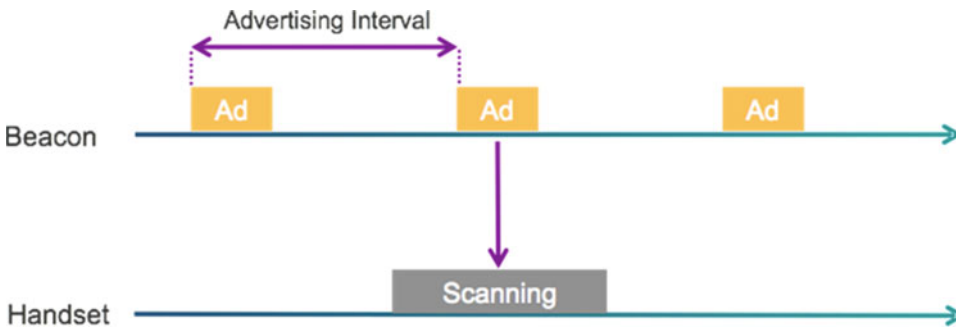 Advertising Interval
Ad Ad Ad
Beacon
Scanning
Handset